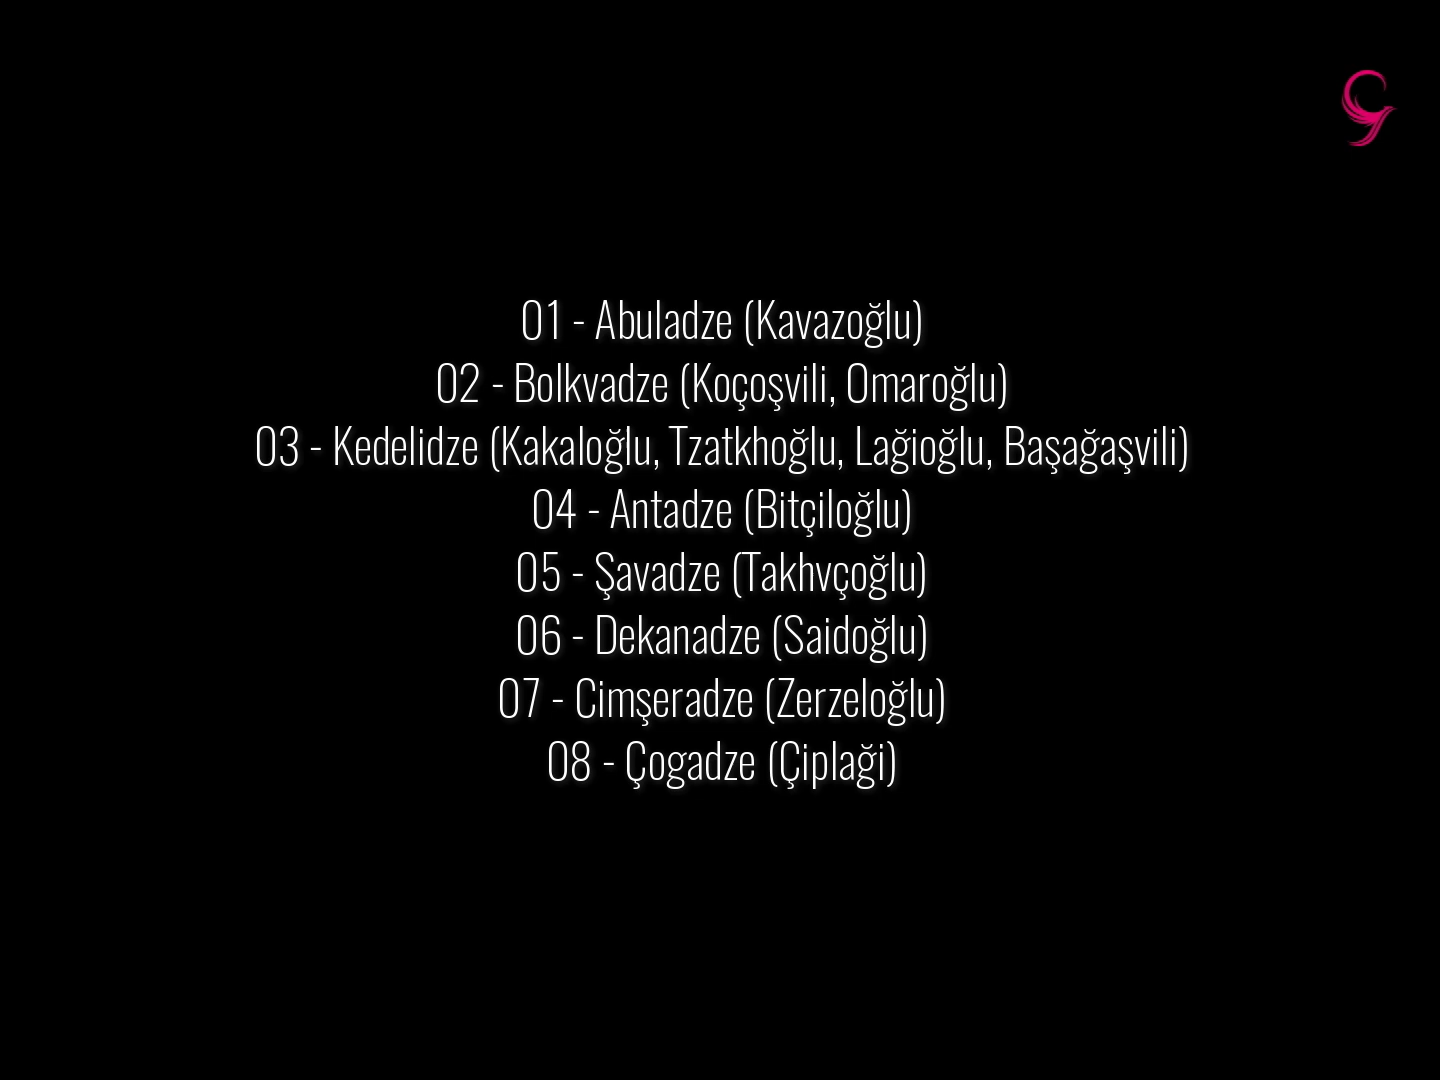 01 - Abuladze (Kavazoğlu)
02 - Bolkvadze (Koçoşvili, Omaroğlu)
03 - Kedelidze (Kakaloğlu, Tzatkhoğlu, Lağioğlu, Başağaşvili)
04 - Antadze (Bitçiloğlu)
05 - Şavadze (Takhvçoğlu)
06 - Dekanadze (Saidoğlu)
07 - Cimşeradze (Zerzeloğlu)
08 - Çogadze (Çiplaği)